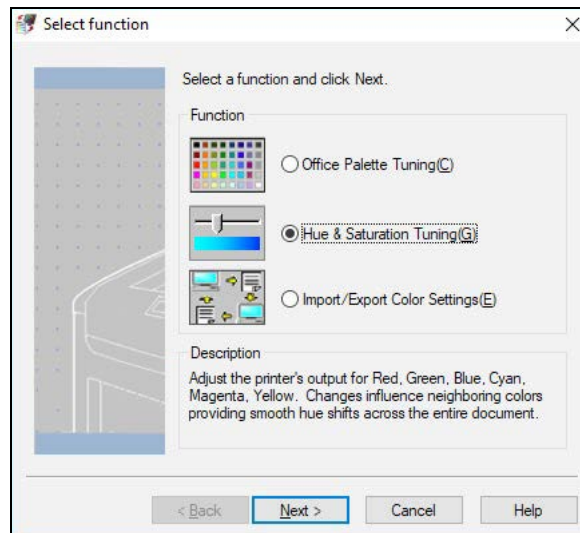 Select function
Select a function and click Next.
Function
Office Palette Tuning(C)
Hue & Saturation Tuning(G)
Import/Export Color Settings(E)
Description
Adjust the printer's output for Red, Green, Blue, Cyan,
Magenta, Yellow.  Changes influence neighboring colors
providing smooth hue shifts across the entire document.
< Back
Next >
Cancel
Help